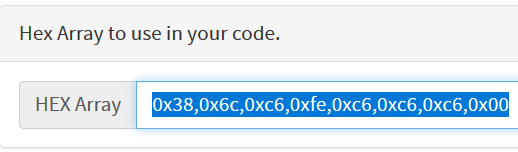 Hex Array to use in your code.
HEX Array 0x38,0x6c,0xc6,0xfe,0xc6,0xc6,0xc6,0x00